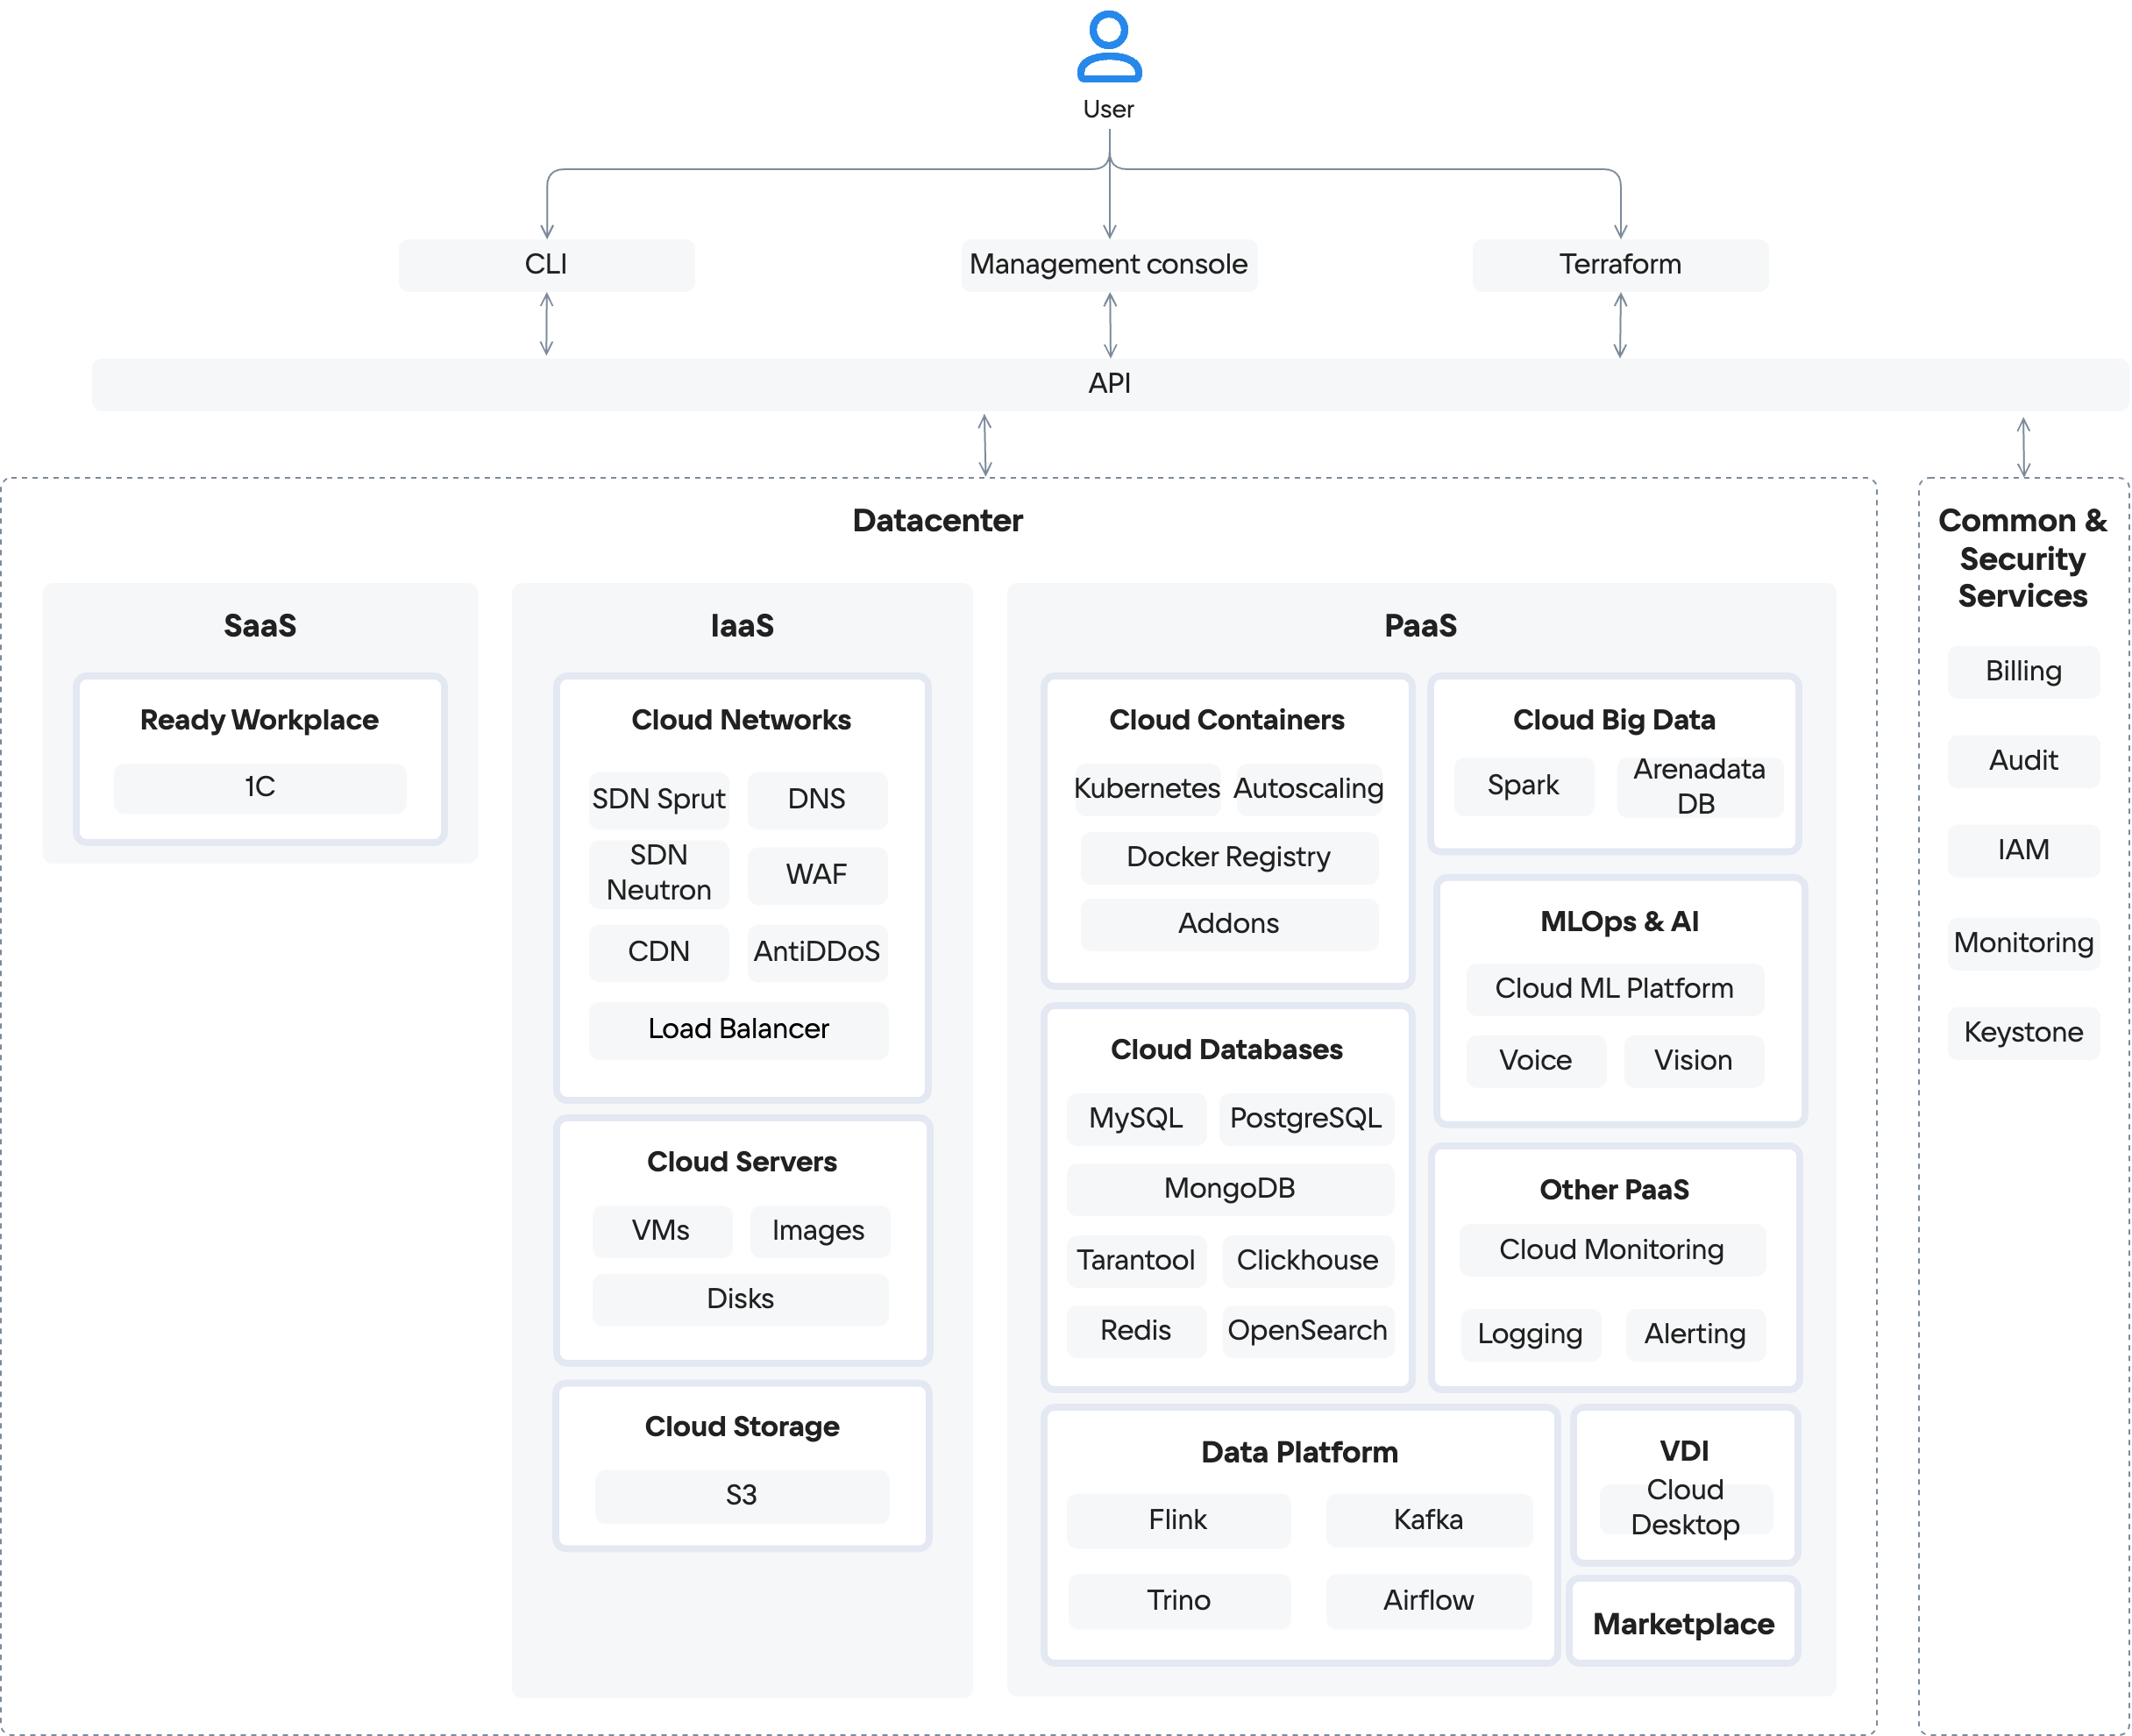 User
CLI
Management console
Terraform
API
Datacenter
SaaS
Ready Workplace
1C
IaaS
Cloud Networks
SDN Sprut
DNS
SDN
Neutron
WAF
CDN
AntiDDoS
Load Balancer
Cloud Servers
VMs
Images
Disks
Cloud Storage
S3
PaaS
Cloud Containers
Kubernetes
Autoscaling
Docker Registry
Addons
Cloud Databases
MySQL
PostgreSQL
MongoDB
Tarantool
Clickhouse
Redis
OpenSearch
Cloud Big Data
Spark
Arenadata
DB
MLOps & AI
Cloud ML Platform
Voice
Vision
Other PaaS
Cloud Monitoring
Logging
Alerting
Data Platform
Flink
Kafka
Trino
Airflow
VDI
Cloud
Desktop
Marketplace
Common &
Security
Services
Billing
Audit
IAM
Monitoring
Keystone